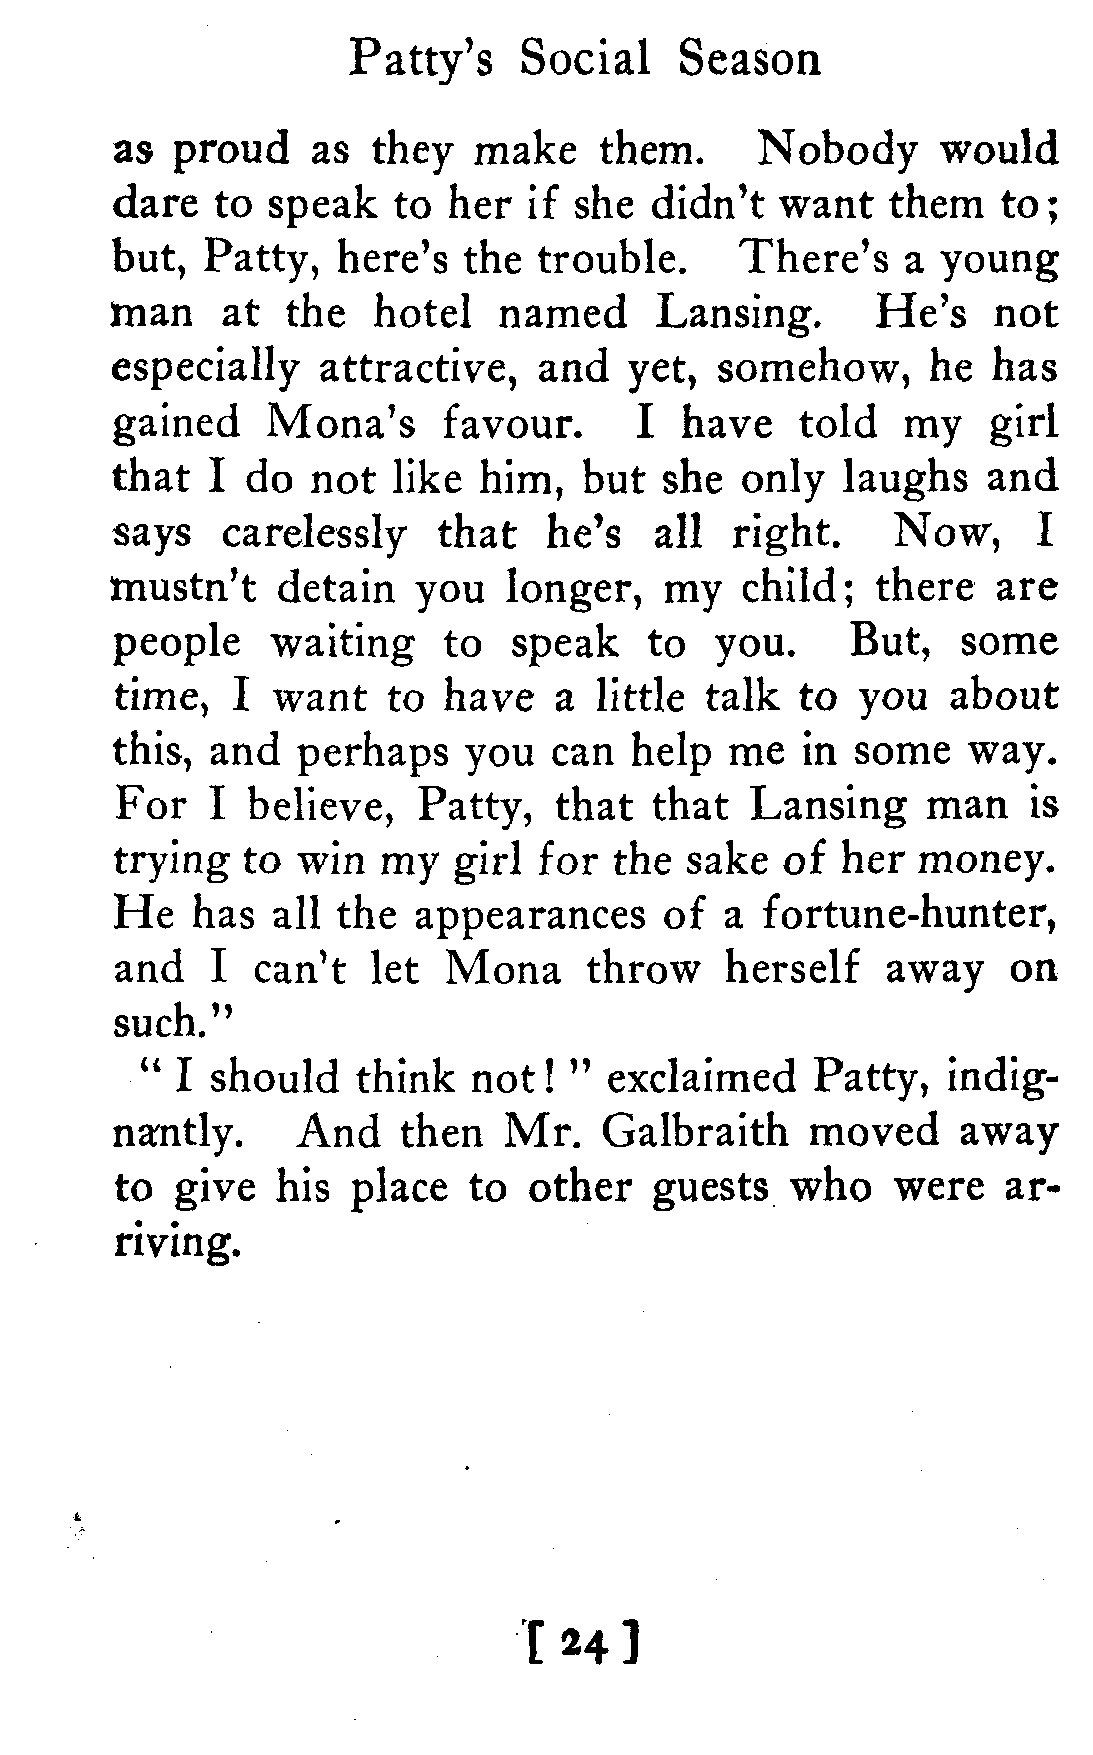 Patty's Social Season
as proud as they make them. Nobody would
dare to speak to her if she didn't want them to;
but, Patty, here's the trouble. There's a young
man at the hotel named Lansing. He's not
especially attractive, and yet, somehow, he has
gained Mona's favour. I have told my girl
that I do not like him, but she only laughs and
says carelessly that he's all right. Now, I
mustn't detain you longer, my child; there are
people waiting to speak to you. But, some
time, I want to have a little talk to you about
this, and perhaps you can help me in some way.
For I believe, Patty, that that Lansing man is
trying to win my girl for the sake of her money.
He has all the appearances of a fortune-hunter,
and I can't let Mona throw herself away on
such."
" I should think not! " exclaimed Patty, indig-
nantly. And then Mr. Galbraith moved away
to give his place to other guests who were ar-
riving.
[ 24 ]